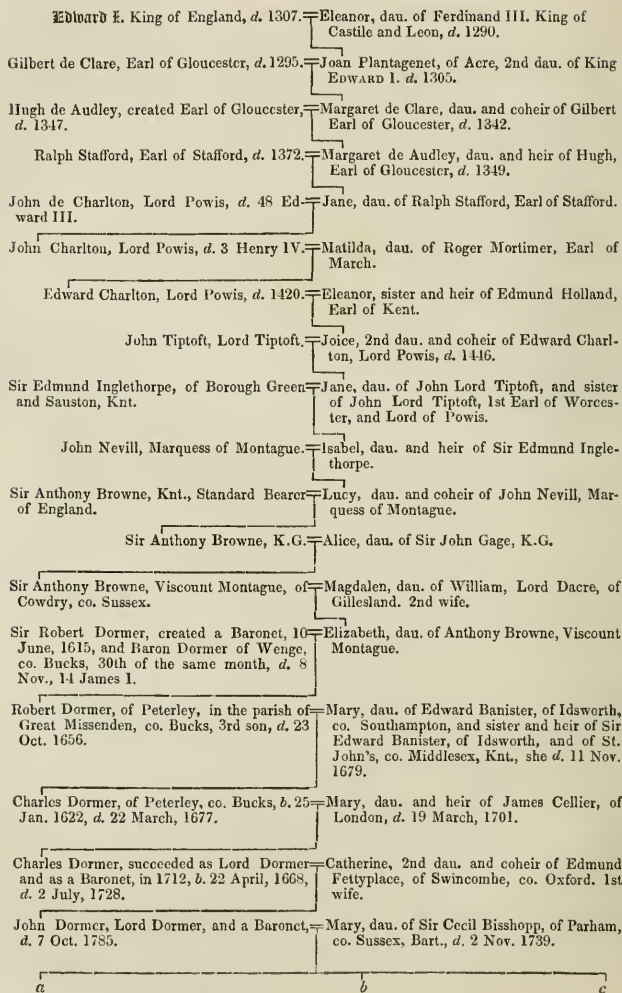 Edward I. King of England, d. 1307. Eleanor, dau. of Ferdinand III. King of
Castile and Leon, d. 1290.
Gilbert de Clare, Earl of Gloucester, d. 1295. Joan Plantagenet, of Acre, 2nd dau. of King
EDWARD I. d. 1305.
Hugh de Audley, created Earl of Gloucester, Margaret de Clare, dau. and coheir of Gilbert
d. 1347. Earl of Gloucester, d. 1342.
Ralph Stafford, Earl of Stafford, d. 1372. Margaret de Audley, dau. and heir of Hugh,
Earl of Gloucester, d. 1349.
John de Charlton, Lord Powis, d. 48 Ed- Jane, dau. of Ralph Stafford, Earl of Stafford.
ward III.
John Charlton, Lord Powis, d. 3 Henry IV. Matilda, dau. of Roger Mortimer, Earl of
March.
Edward Charlton, Lord Powis, d. 1420. Eleanor, sister and heir of Edmund Holland,
Earl of Kent.
John Tiptoft, Lord Tiptoft. Joice, 2nd dau. and coheir of Edward Charl-
ton, Lord Powis, d. 1446.
Sir Edmund Inglethorpe, of Borough Green Jane, dau. of John Lord Tiptoft, and sister
and Sauston, Knt. of John Lord Tiptoft, 1st Earl of Worces-
ter, and Lord of Powis.
John Nevill, Marquess of Montague. Isabel, dau. and heir of Sir Edmund Ingle-
thorpe.
Sir Anthony Browne, Knt., Standard Bearer Lucy, dau. and coheir of John Nevill, Mar-
of England. quess of Montague.
Sir Anthony Browne, K.G. Alice, dau. of Sir John Gage, K.G.
Sir Anthony Browne, Viscount Montague, of Magdalen, dau. of William, Lord Dacre, of
Cowdry, co. Sussex. Gillesland. 2nd wife.
Sir Robert Dormer, created a Baronet, 10 Elizabeth, dau. of Anthony Browne, Viscount
June, 1615, and Baron Dormer of Wenge, Montague.
co. Bucks, 30th of the same month, d. 8
Nov., 14 James I.
Robert Dormer, of Peterley, in the parish of Mary, dau. of Edward Banister, of Idsworth,
Great Missenden, co. Bucks, 3rd son, d. 23 co. Southampton, and sister and heir of Sir
Oct. 1656. Edward Banister, of Idsworth, and of St.
John's, co. Middlesex, Knt., she d. 11 Nov.
1679.
Charles Dormer, of Peterley, co. Bucks, b. 25 Mary, dau. and heir of James Cellier, of
Jan. 1622, d. 22 March, 1677. London, d. 19 March, 1701.
Charles Dormer, succeeded as Lord Dormer Catherine, 2nd dau. and coheir of Edmund
and as a Baronet, in 1712, b. 22 April, 1668, Fettyplace, of Swincombe, co. Oxford. 1st
d. 2 July, 1728. wife.
John Dormer, Lord Dormer, and a Baronet, Mary, dau. of Sir Cecil Bisshopp, of Parham,
d. 7 Oct. 1785. co. Sussex, Bart., d. 2 Nov. 1739.
a b c